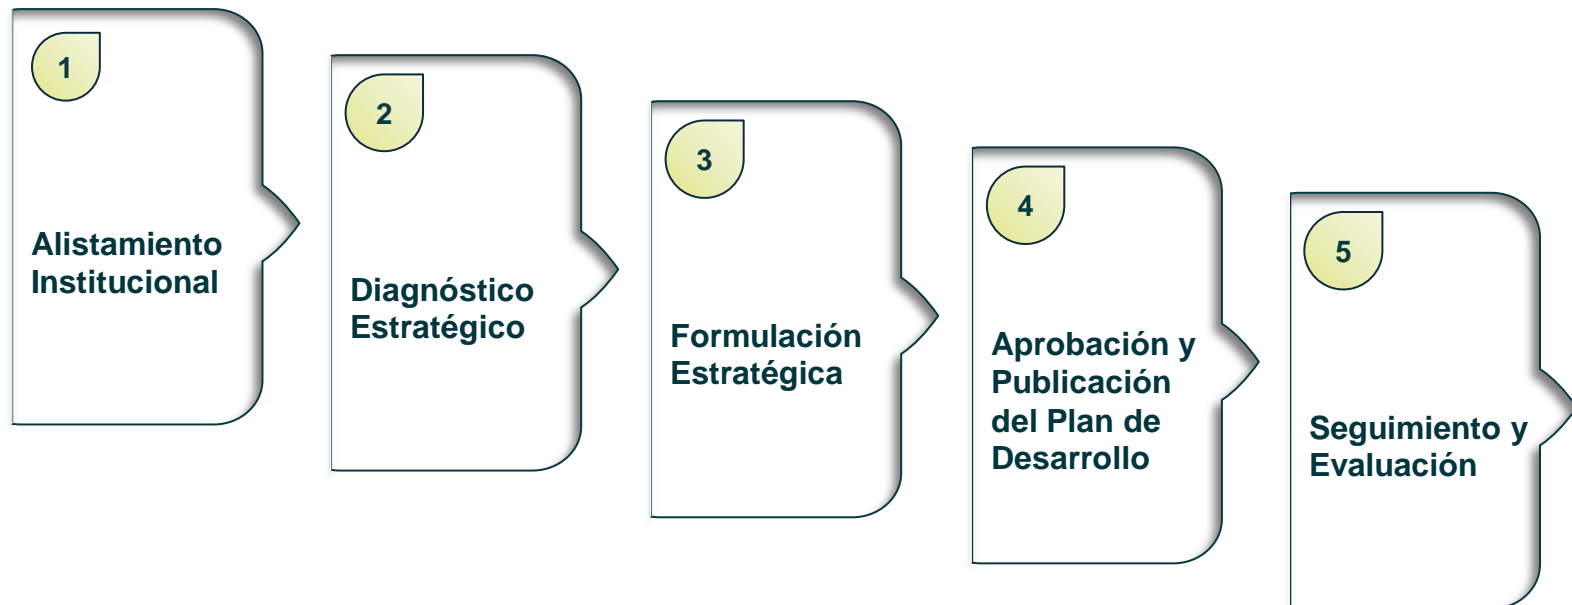 1
Alistamiento
Institucional
2
Diagnóstico
Estratégico
3
Formulación
Estratégica
4
Aprobación y
Publicación
del Plan de
Desarrollo
5
Seguimiento y
Evaluación